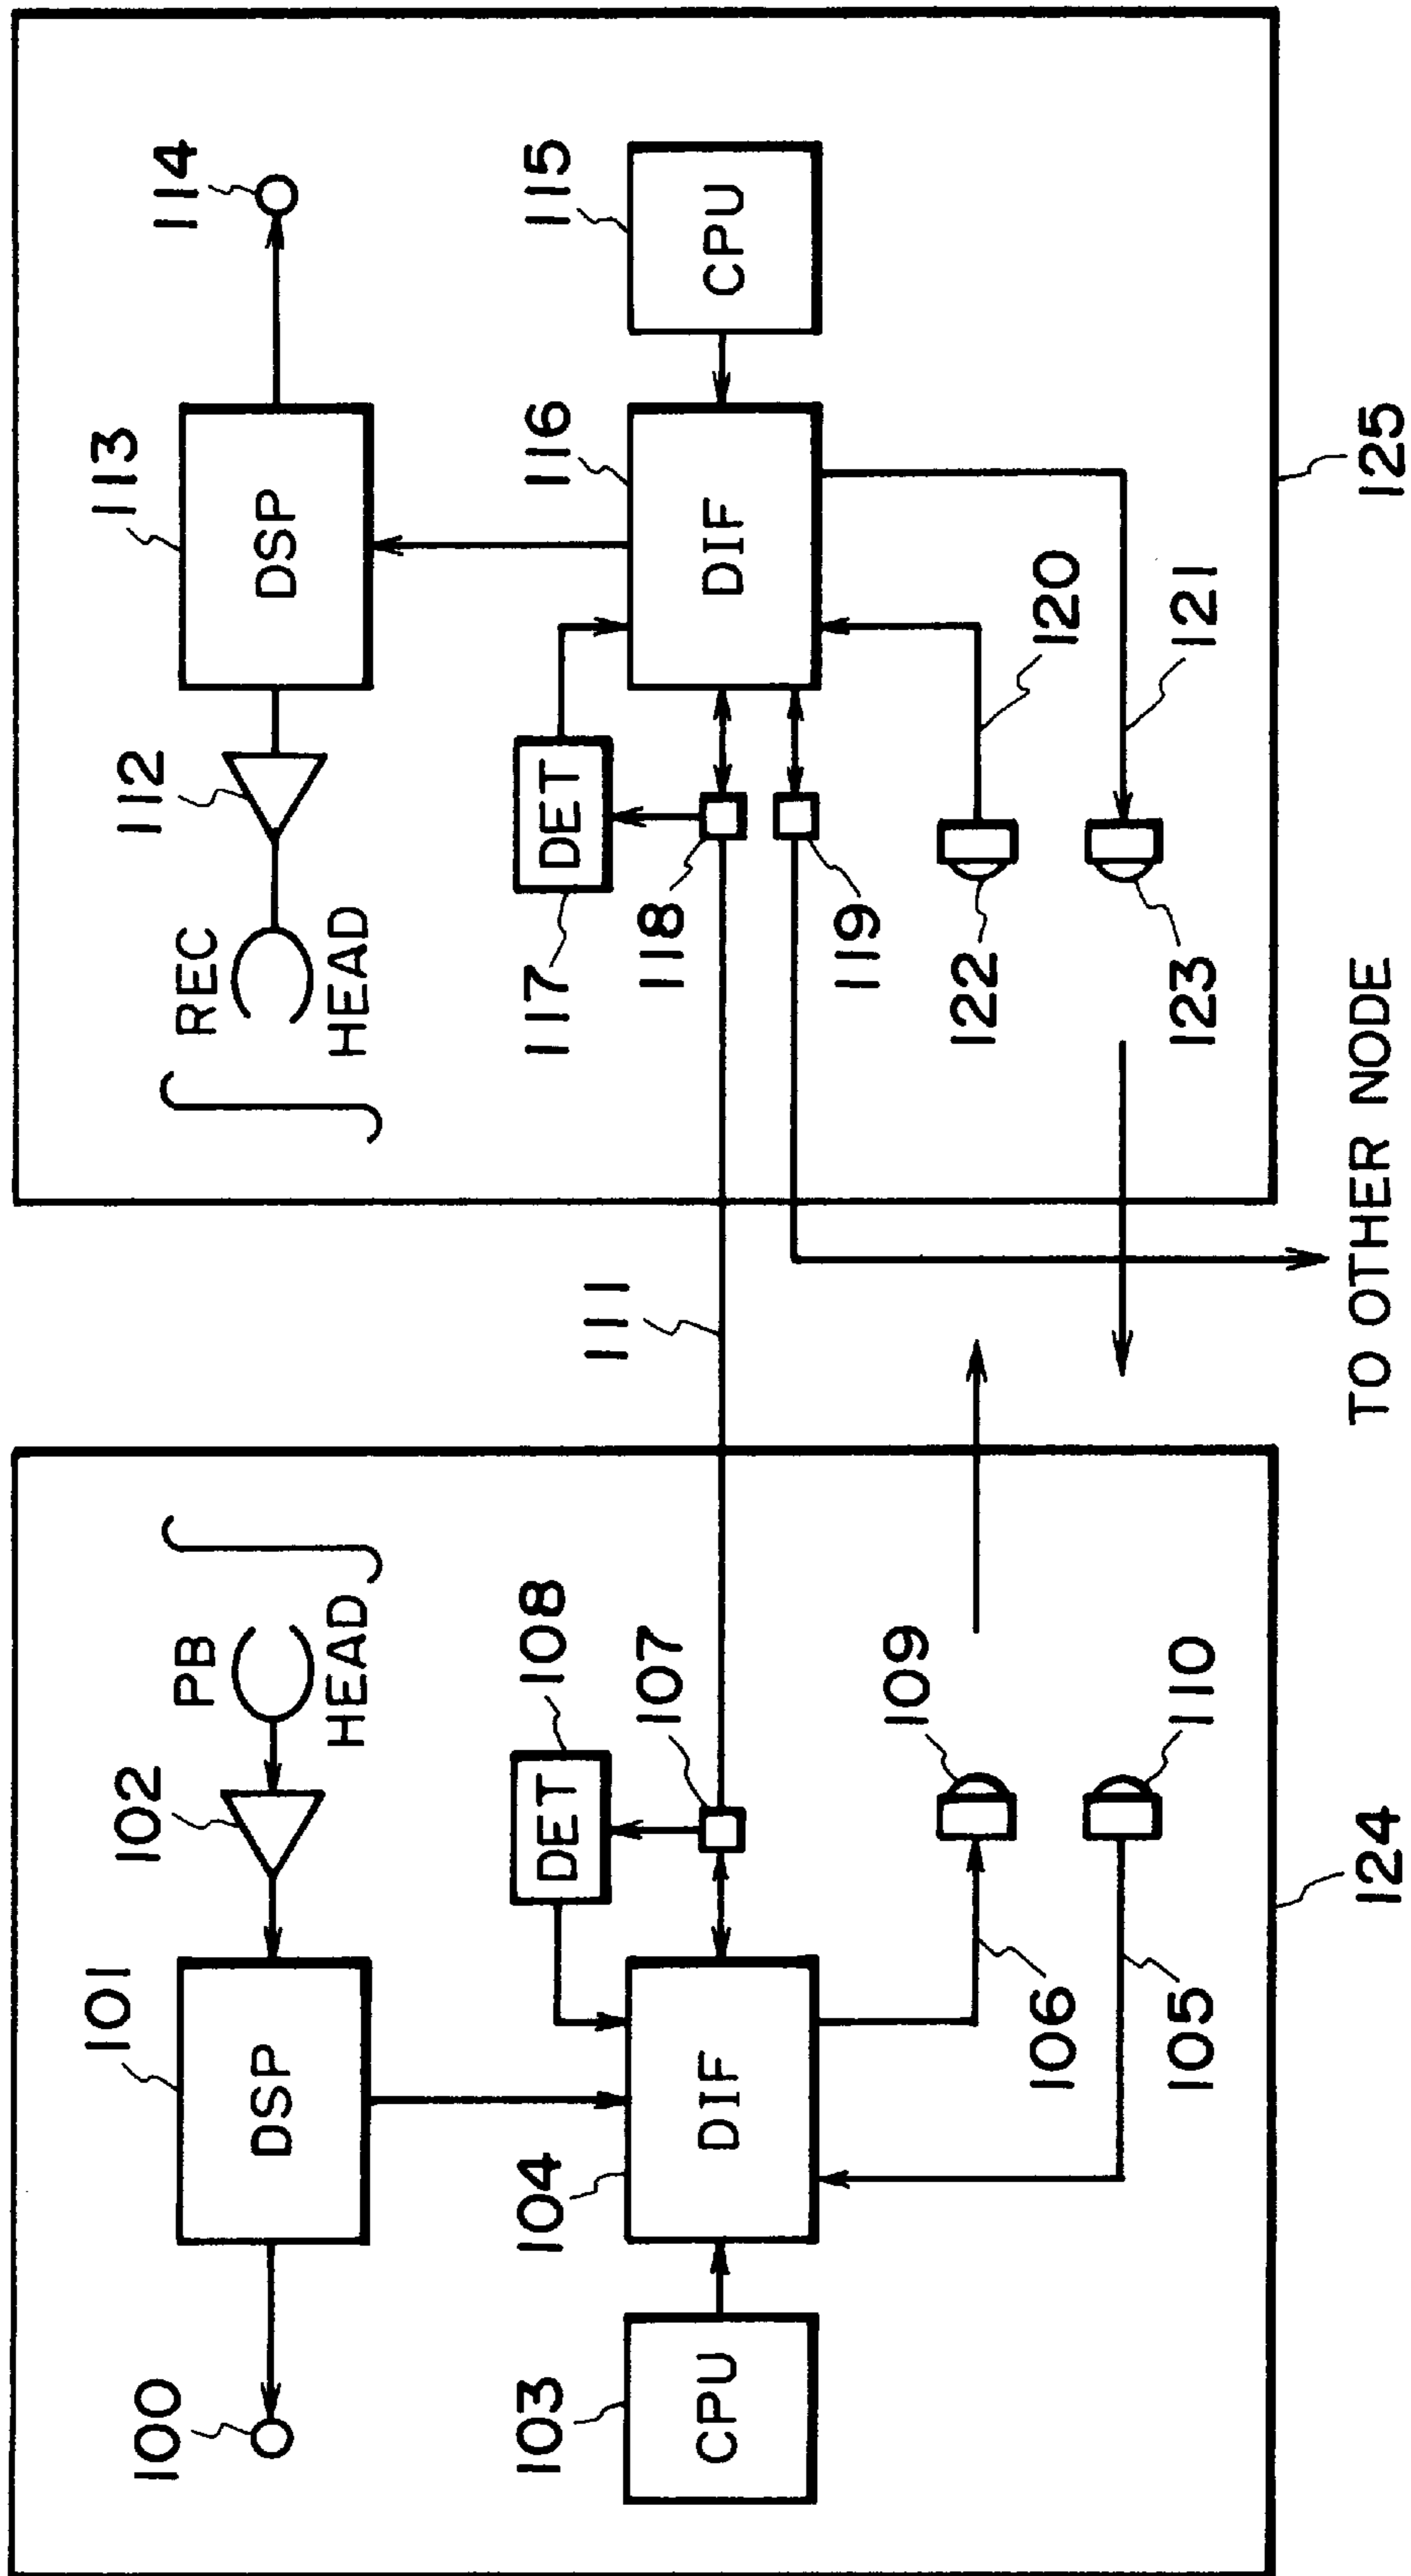 PB
HEAD
102
101
DSP
100
108
DET
107
104
DIF
103
CPU
109
110
106
105
124
111
REC
HEAD
112
113
DSP
114
117
DET
118
119
116
DIF
115
CPU
122
123
120
121
125
TO OTHER NODE